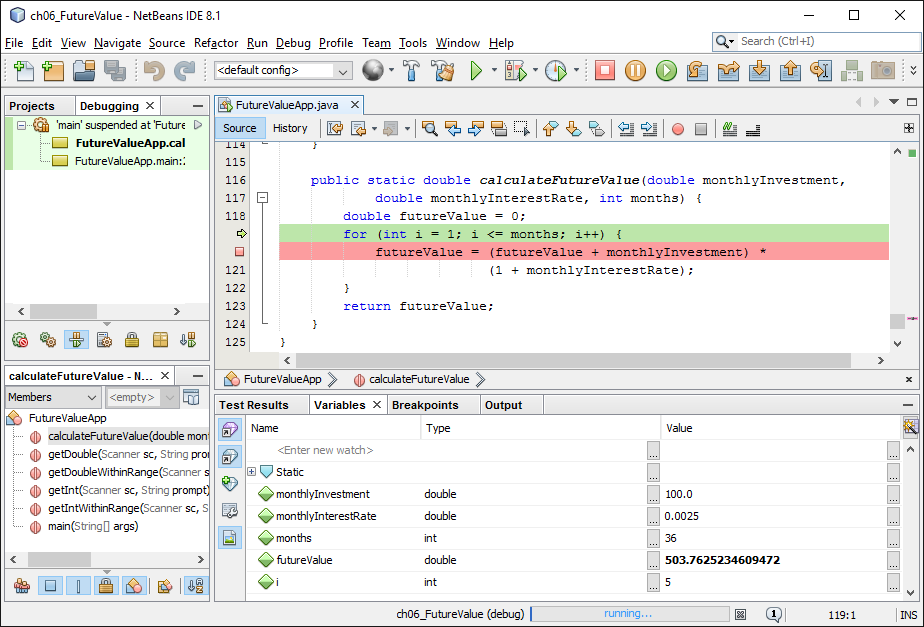 ch06_FutureValue - NetBeans IDE 8.1
File Edit View Navigate Source Refactor Run Debug Profile Team Tools Window Help
Search (Ctrl+I)
<default config>
Projects Debugging
'main' suspended at 'Future
FutureValueApp.cal
FutureValueApp.main:2
FutureValueApp.java
Source History
114 }
115
116 public static double calculateFutureValue(double monthlyInvestment,
117 double monthlyInterestRate, int months) {
118 double futureValue = 0;
for (int i = 1; i <= months; i++) {
futureValue = (futureValue + monthlyInvestment) *
121 (1 + monthlyInterestRate);
122 }
123 return futureValue;
124 }
125 }
FutureValueApp calculateFutureValue
calculateFutureValue - N...
Members <empty>
FutureValueApp
calculateFutureValue(double mon
getDouble(Scanner sc, String pro
getDoubleWithinRange(Scanner s
getInt(Scanner sc, String prompt)
getIntWithinRange(Scanner sc, S
main(String[] args)
Test Results Variables Breakpoints Output
Name Type Value
<Enter new watch> ... ...
Static ... ...
monthlyInvestment double ... 100.0 ...
monthlyInterestRate double ... 0.0025 ...
months int ... 36 ...
futureValue double ... 503.7625234609472 ...
i int ... 5 ...
ch06_FutureValue (debug) running... 1 119:1 INS